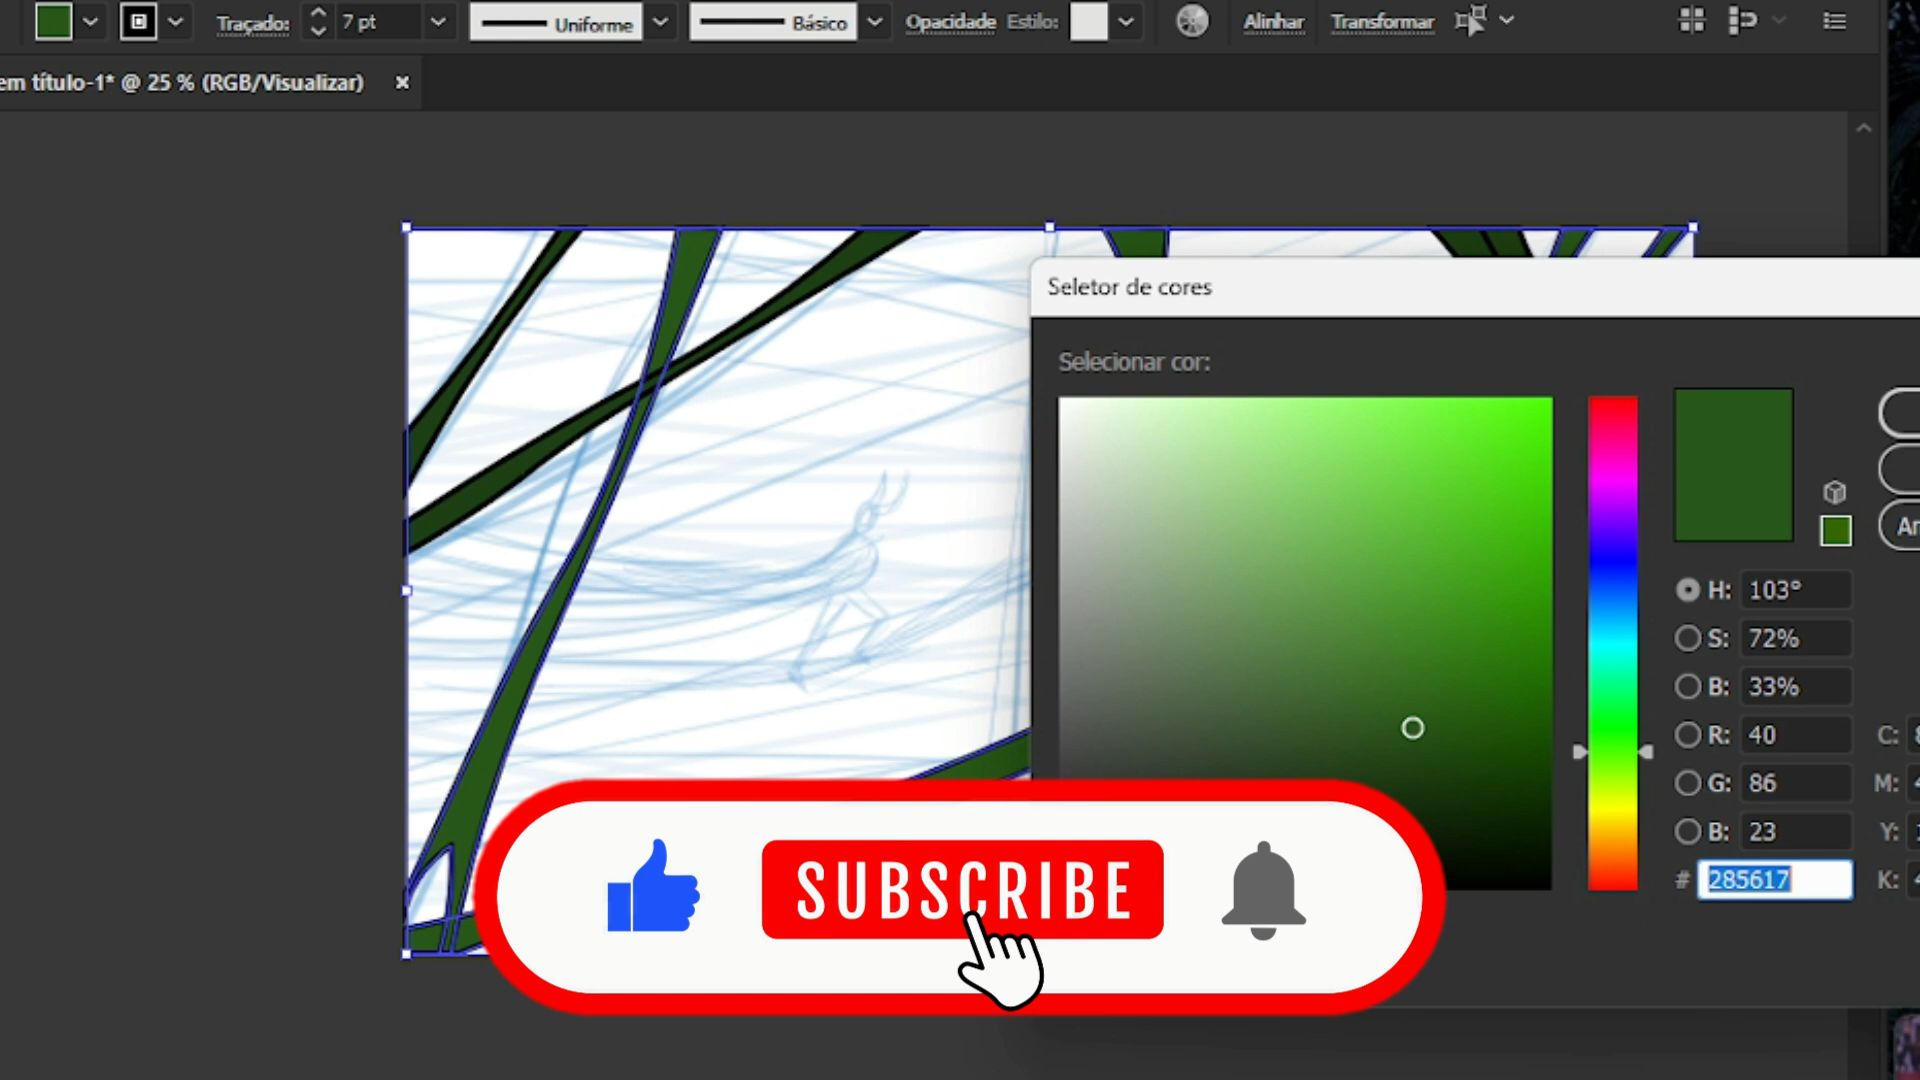 Traçado: 7 pt Uniforme Básico Opacidade Estilo: Alinhar Transformar
em título-1* @ 25 % (RGB/Visualizar) ×
Seletor de cores
Selecionar cor:
H: 103°
S: 72%
B: 33%
R: 40 C:
G: 86 M:
B: 23 Y:
# 285617 K:
SUBSCRIBE